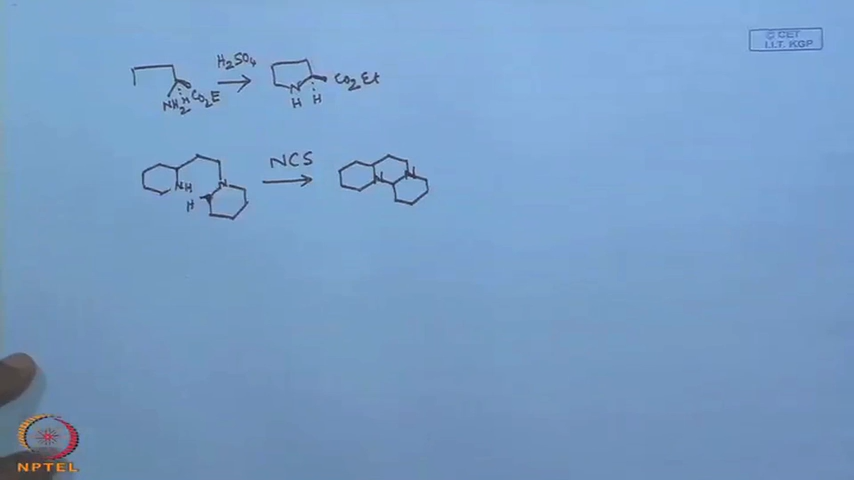 © CET
I.I.T. KGP
H2SO4
NH2 H CO2E
N H H CO2Et
NCS
NH N H
N N
NPTEL